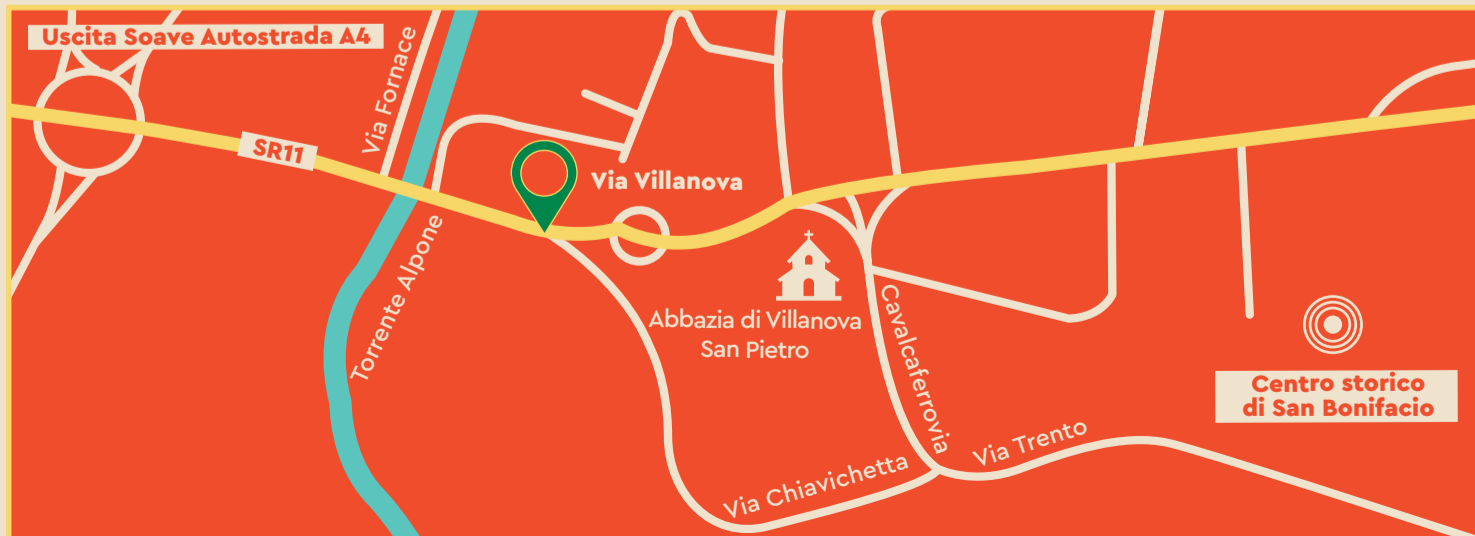 Uscita Soave Autostrada A4
Via Fornace
SR11
Via Villanova
Torrente Alpone
Abbazia di Villanova
San Pietro
Cavalcaferrovia
Centro storico
di San Bonifacio
Via Trento
Via Chiavichetta